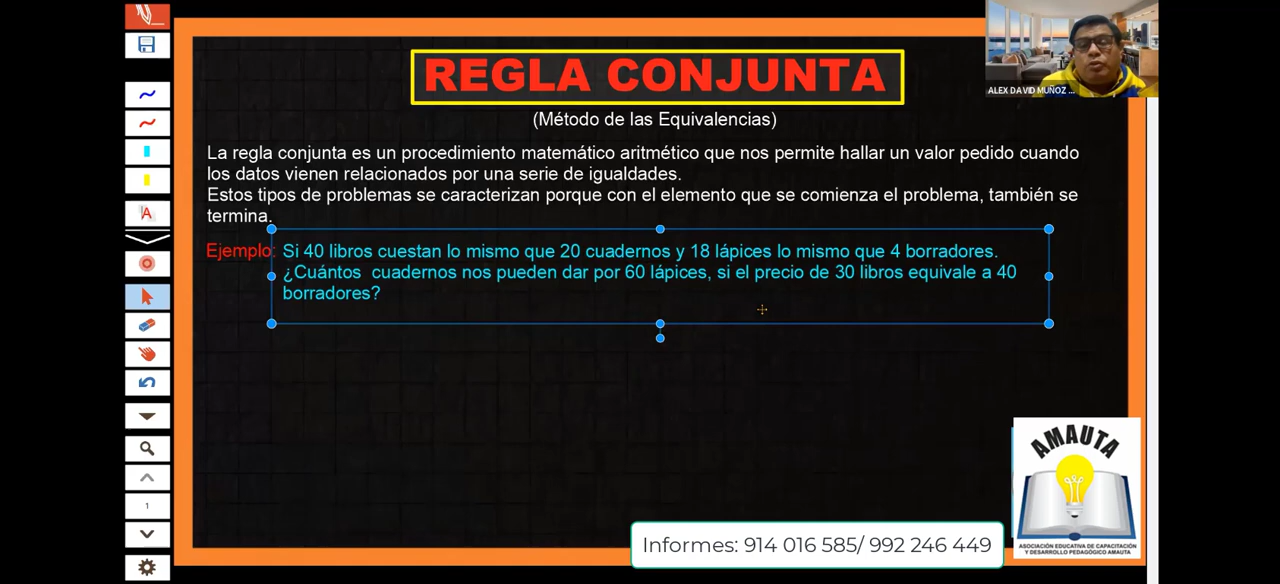 REGLA CONJUNTA
ALEX DAVID MUÑOZ ...
(Método de las Equivalencias)
La regla conjunta es un procedimiento matemático aritmético que nos permite hallar un valor pedido cuando
los datos vienen relacionados por una serie de igualdades.
Estos tipos de problemas se caracterizan porque con el elemento que se comienza el problema, también se
termina.
Ejemplo: Si 40 libros cuestan lo mismo que 20 cuadernos y 18 lápices lo mismo que 4 borradores.
¿Cuántos  cuadernos nos pueden dar por 60 lápices, si el precio de 30 libros equivale a 40
borradores?
A
1
AMAUTA
ASOCIACIÓN EDUCATIVA DE CAPACITACIÓN
Y DESARROLLO PEDAGÓGICO AMAUTA
Informes: 914 016 585/ 992 246 449